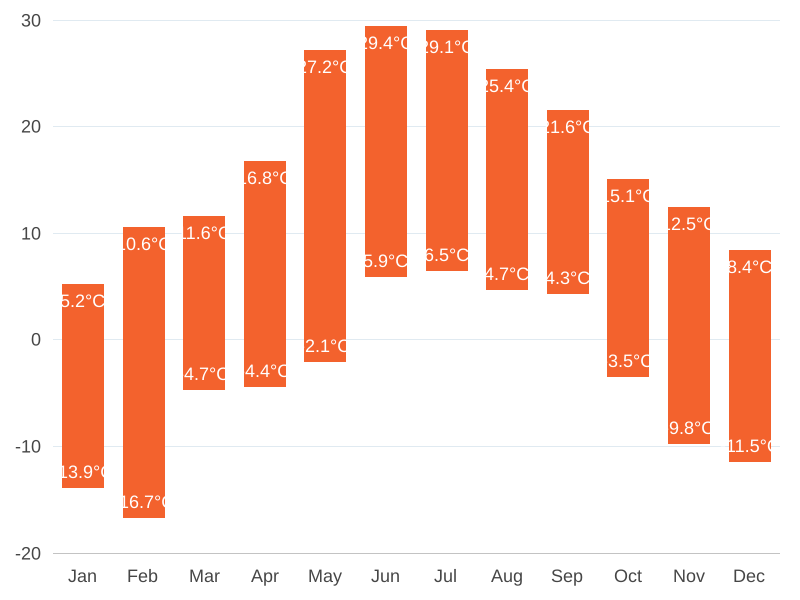 30
29.4°C
29.1°C
27.2°C
25.4°C
21.6°C
20
16.8°C
15.1°C
12.5°C
11.6°C
10.6°C
10
8.4°C
5.2°C
6.5°C
5.9°C
4.7°C
4.3°C
0
2.1°C
3.5°C
4.4°C
4.7°C
9.8°C
-10
11.5°C
13.9°C
16.7°C
-20
Jan Feb Mar Apr May Jun Jul Aug Sep Oct Nov Dec